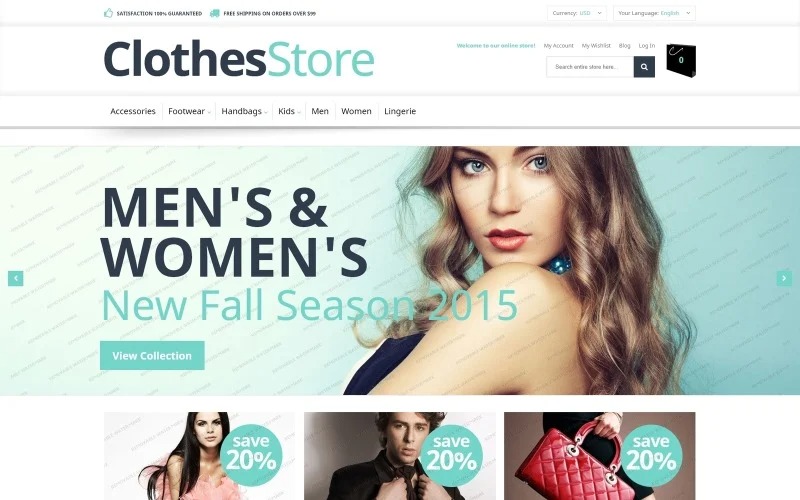 SATISFACTION 100% GUARANTEED
FREE SHIPPING ON ORDERS OVER $99
Currency: USD
Your Language: English
ClothesStore
Welcome to our online store!
My Account
My Wishlist
Blog
Log In
Search entire store here...
0
Accessories
Footwear
Handbags
Kids
Men
Women
Lingerie
MEN'S &
WOMEN'S
New Fall Season 2015
View Collection
save
20%
save
20%
save
20%